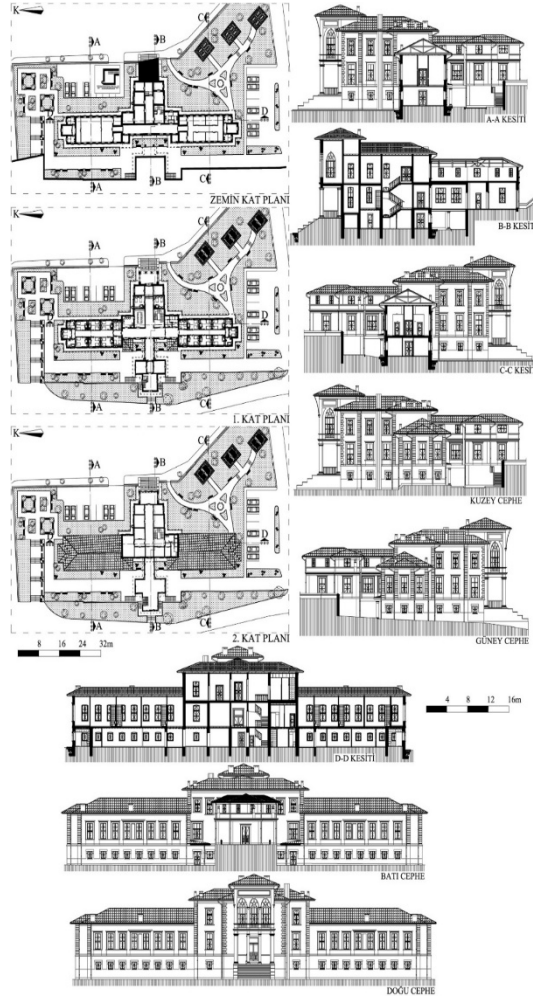 K
A
B
C
D
A
B
C
ZEMİN KAT PLANI
K
A
B
C
D
A
B
C
1. KAT PLANI
K
A
B
C
D
A
B
C
2. KAT PLANI
8 16 24 32m
A-A KESİTİ
B-B KESİTİ
C-C KESİTİ
KUZEY CEPHE
GÜNEY CEPHE
4 8 12 16m
D-D KESİTİ
BATI CEPHE
DOĞU CEPHE